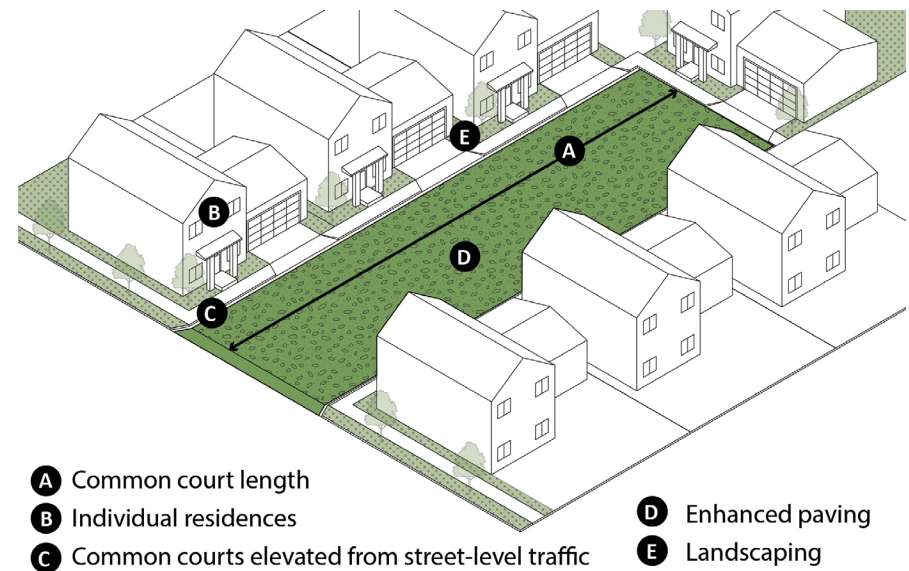 E
A
B
D
C
A Common court length
B Individual residences
C Common courts elevated from street-level traffic
D Enhanced paving
E Landscaping